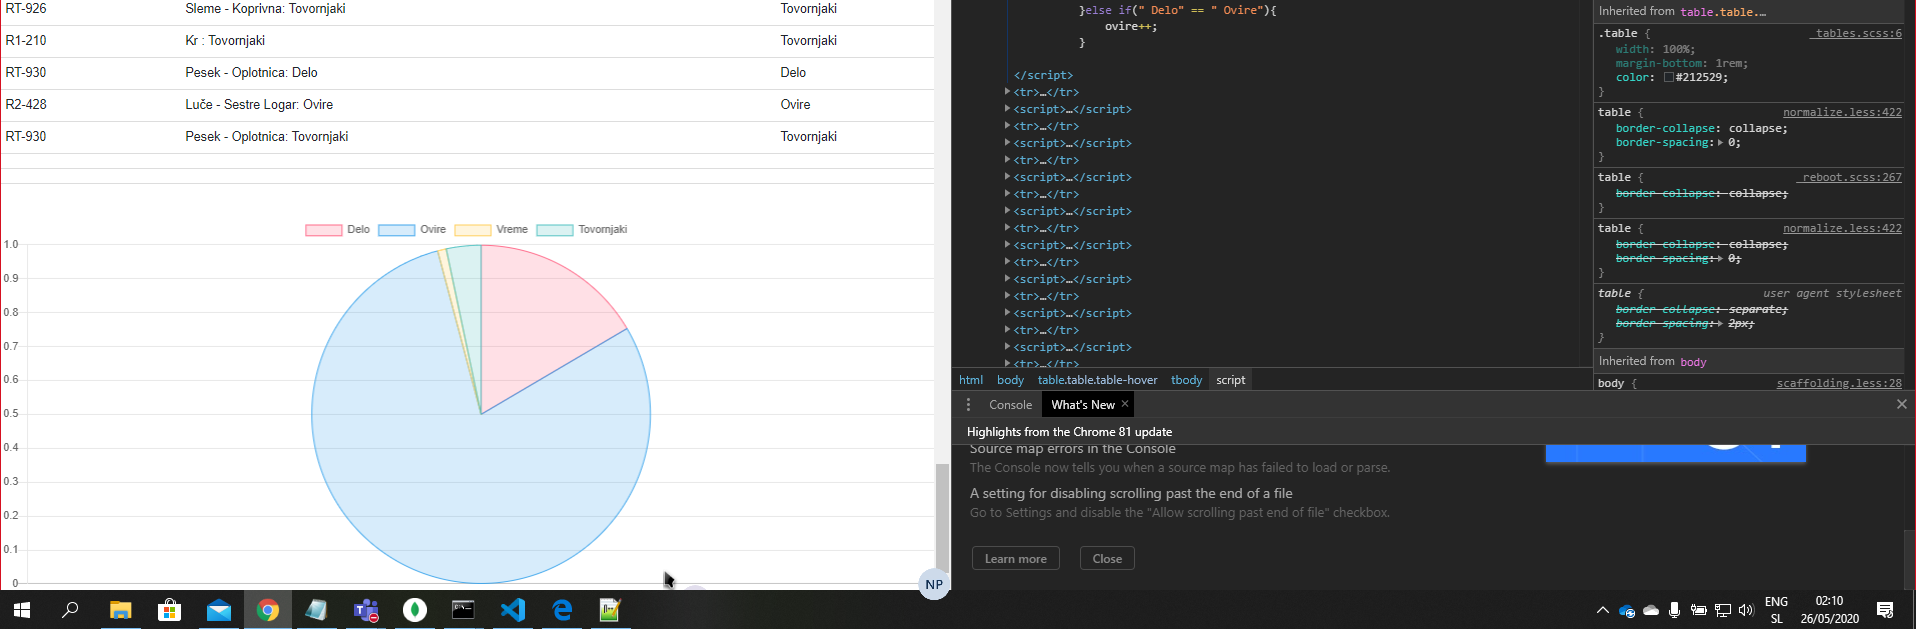 RT-926 Sleme - Koprivna: Tovornjaki Tovornjaki
R1-210 Kr : Tovornjaki Tovornjaki
RT-930 Pesek - Oplotnica: Delo Delo
R2-428 Luče - Sestre Logar: Ovire Ovire
RT-930 Pesek - Oplotnica: Tovornjaki Tovornjaki
Delo Ovire Vreme Tovornjaki
1.0
0.9
0.8
0.7
0.6
0.5
0.4
0.3
0.2
0.1
0
NP
}else if(" Delo" == " Ovire"){
ovire++;
}
</script>
<tr>…</tr>
<script>…</script>
<tr>…</tr>
<script>…</script>
<tr>…</tr>
<script>…</script>
<tr>…</tr>
<script>…</script>
<tr>…</tr>
<script>…</script>
<tr>…</tr>
<script>…</script>
<tr>…</tr>
<script>…</script>
<tr>…</tr>
<script>…</script>
<tr>…</tr>
html body table.table.table-hover tbody script
Inherited from table.table.…
.table { _tables.scss:6
width: 100%;
margin-bottom: 1rem;
color: #212529;
}
table { normalize.less:422
border-collapse: collapse;
border-spacing: 0;
}
table { _reboot.scss:267
border-collapse: collapse;
}
table { normalize.less:422
border-collapse: collapse;
border-spacing: 0;
}
table { user agent stylesheet
border-collapse: separate;
border-spacing: 2px;
}
Inherited from body
body { scaffolding.less:28
Console What's New ×
Highlights from the Chrome 81 update
Source map errors in the Console
The Console now tells you when a source map has failed to load or parse.
A setting for disabling scrolling past the end of a file
Go to Settings and disable the "Allow scrolling past end of file" checkbox.
Learn more Close
ENG
SL
02:10
26/05/2020